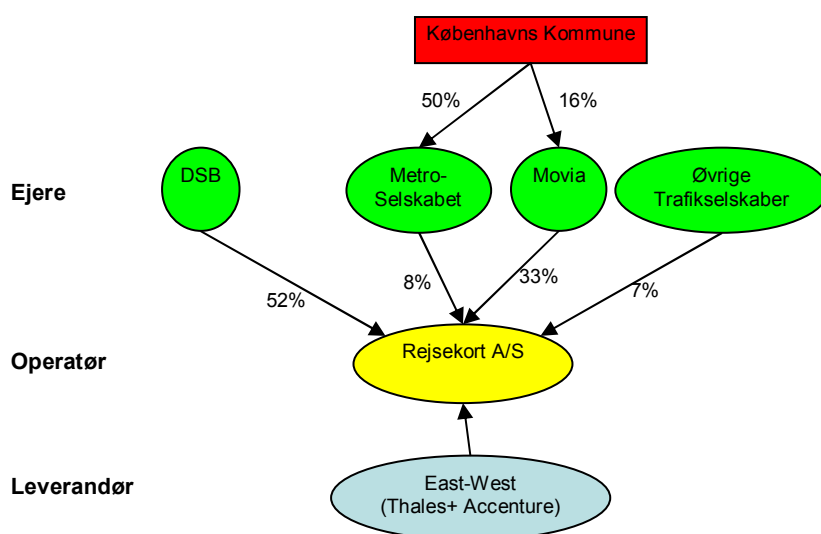 Københavns Kommune
50%
16%
Ejere
DSB
Metro-
Selskabet
Movia
Øvrige
Trafikselskaber
52%
8%
33%
7%
Operatør
Rejsekort A/S
Leverandør
East-West
(Thales+ Accenture)